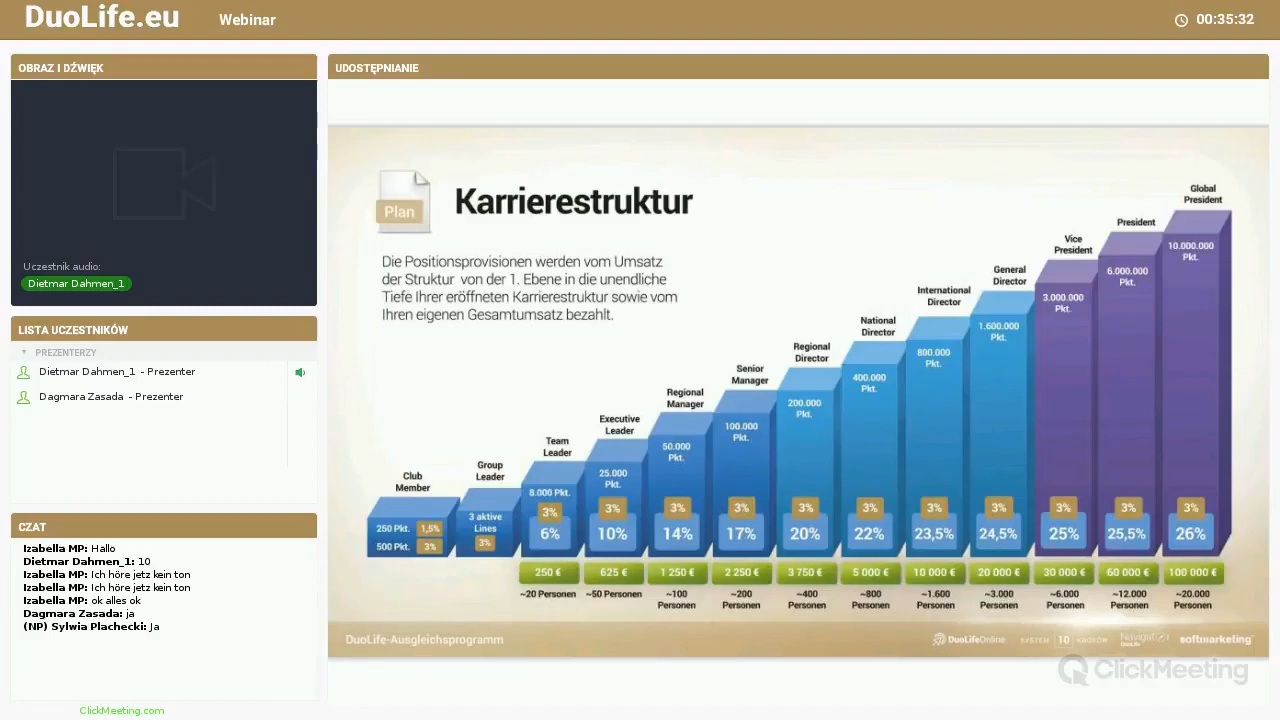 DuoLife.eu
Webinar
00:35:32
OBRAZ I DŹWIĘK
Uczestnik audio:
Dietmar Dahmen_1
LISTA UCZESTNIKÓW
PREZENTERZY
Dietmar Dahmen_1 - Prezenter
Dagmara Zasada - Prezenter
CZAT
Izabella MP: Hallo
Dietmar Dahmen_1: 10
Izabella MP: Ich höre jetz kein ton
Izabella MP: Ich höre jetz kein ton
Izabella MP: ok alles ok
Dagmara Zasada: ja
(NP) Sylwia Plachecki: Ja
ClickMeeting.com
UDOSTĘPNIANIE
Plan
Karrierestruktur
Die Positionsprovisionen werden vom Umsatz
der Struktur von der 1. Ebene in die unendliche
Tiefe Ihrer eröffneten Karrierestruktur sowie vom
Ihren eigenen Gesamtumsatz bezahlt.
Club
Member
250 Pkt. 1,5%
500 Pkt. 3%
Group
Leader
3 aktive
Lines
3%
Team
Leader
8.000 Pkt.
3%
6%
250 €
~20 Personen
Executive
Leader
25.000
Pkt.
3%
10%
625 €
~50 Personen
Regional
Manager
50.000
Pkt.
3%
14%
1 250 €
~100
Personen
Senior
Manager
100.000
Pkt.
3%
17%
2 250 €
~200
Personen
Regional
Director
200.000
Pkt.
3%
20%
3 750 €
~400
Personen
National
Director
400.000
Pkt.
3%
22%
5 000 €
~800
Personen
International
Director
800.000
Pkt.
3%
23,5%
10 000 €
~1.600
Personen
General
Director
1.600.000
Pkt.
3%
24,5%
20 000 €
~3.000
Personen
Vice
President
3.000.000
Pkt.
3%
25%
30 000 €
~6.000
Personen
President
6.000.000
Pkt.
3%
25,5%
60 000 €
~12.000
Personen
Global
President
10.000.000
Pkt.
3%
26%
100 000 €
~20.000
Personen
DuoLife-Ausgleichsprogramm
DuoLifeOnline
SYSTEM 10 KROKÓW
Navigator
DuoLife
softmarketing
ClickMeeting